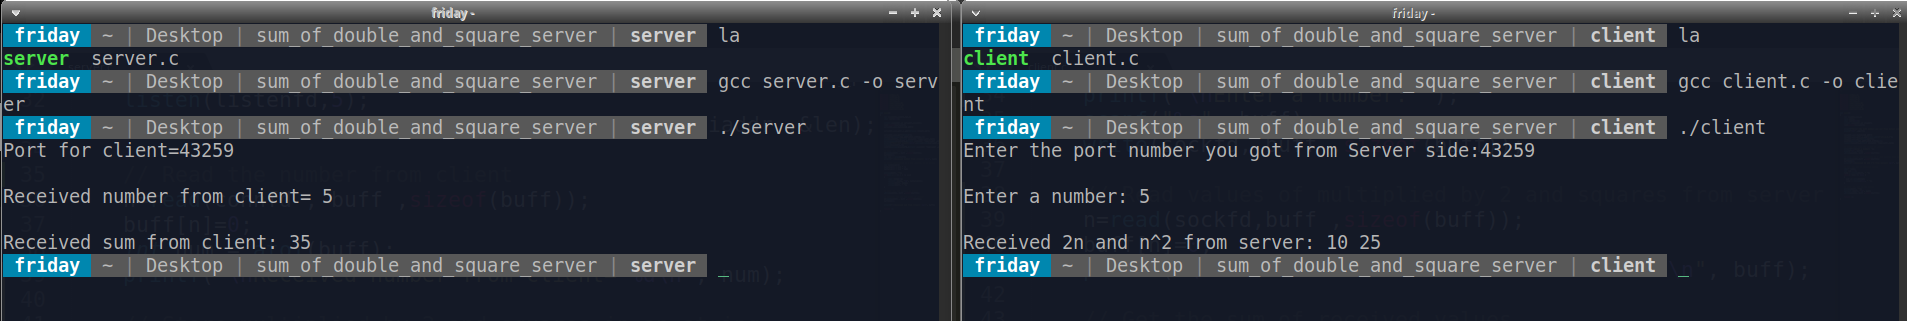 friday -
friday ~ | Desktop | sum_of_double_and_square_server | server la
server server.c
friday ~ | Desktop | sum_of_double_and_square_server | server gcc server.c -o serv
er
friday ~ | Desktop | sum_of_double_and_square_server | server ./server
Port for client=43259
Received number from client= 5
Received sum from client: 35
friday ~ | Desktop | sum_of_double_and_square_server | server _
friday -
friday ~ | Desktop | sum_of_double_and_square_server | client la
client client.c
friday ~ | Desktop | sum_of_double_and_square_server | client gcc client.c -o clie
nt
friday ~ | Desktop | sum_of_double_and_square_server | client ./client
Enter the port number you got from Server side:43259
Enter a number: 5
Received 2n and n^2 from server: 10 25
friday ~ | Desktop | sum_of_double_and_square_server | client _